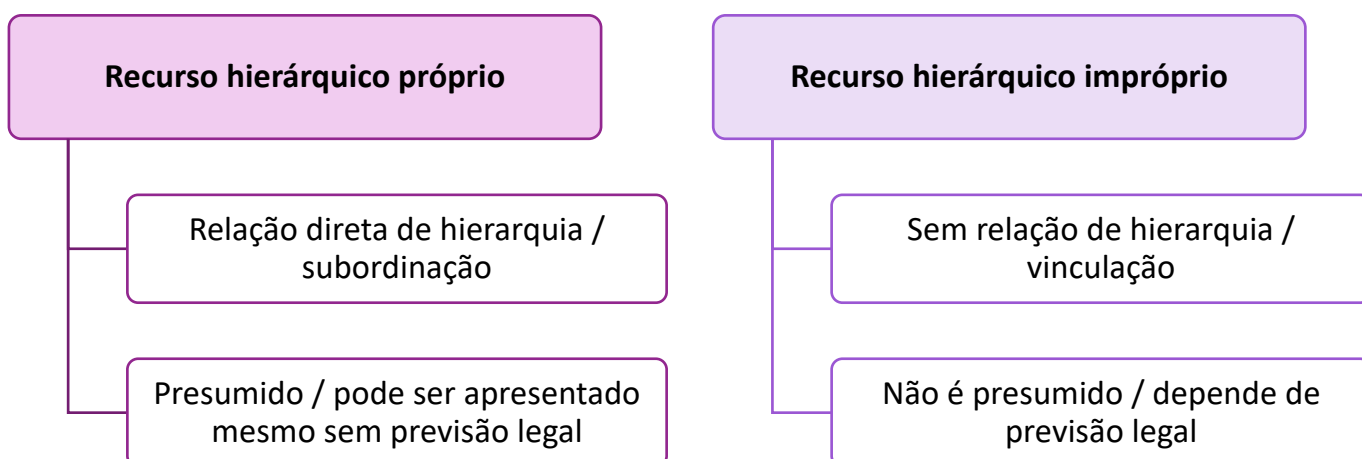 Recurso hierárquico próprio
Relação direta de hierarquia /
subordinação
Presumido / pode ser apresentado
mesmo sem previsão legal
Recurso hierárquico impróprio
Sem relação de hierarquia /
vinculação
Não é presumido / depende de
previsão legal